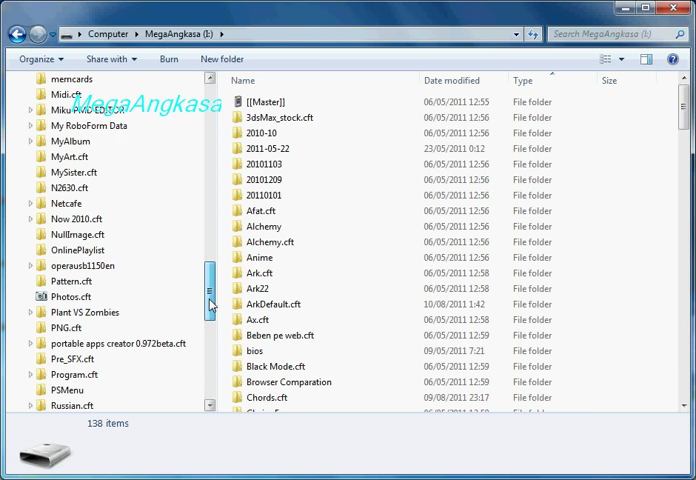 Computer ▸ MegaAngkasa (I:) ▸
Search MegaAngkasa (I:)
Organize
Share with
Burn
New folder
memcards
Midi.cft
MegaAngkasa
Miku MMD EDITOR
My RoboForm Data
MyAlbum
MyArt.cft
MySister.cft
N2630.cft
Netcafe
Now 2010.cft
NullImage.cft
OnlinePlaylist
operausb1150en
Pattern.cft
Photos.cft
Plant VS Zombies
PNG.cft
portable apps creator 0.972beta.cft
Pre_SFX.cft
Program.cft
PSMenu
Russian.cft
Name Date modified Type Size
[[Master]] 06/05/2011 12:55 File folder
3dsMax_stock.cft 06/05/2011 12:56 File folder
2010-10 06/05/2011 12:56 File folder
2011-05-22 23/05/2011 0:12 File folder
20101103 06/05/2011 12:56 File folder
20101209 06/05/2011 12:56 File folder
20110101 06/05/2011 12:56 File folder
Afat.cft 06/05/2011 12:56 File folder
Alchemy 06/05/2011 12:56 File folder
Alchemy.cft 06/05/2011 12:56 File folder
Anime 06/05/2011 12:56 File folder
Ark.cft 06/05/2011 12:58 File folder
Ark22 06/05/2011 12:58 File folder
ArkDefault.cft 10/08/2011 1:42 File folder
Ax.cft 06/05/2011 12:58 File folder
Beben pe web.cft 06/05/2011 12:59 File folder
bios 09/05/2011 7:21 File folder
Black Mode.cft 06/05/2011 12:59 File folder
Browser Comparation 06/05/2011 12:59 File folder
Chords.cft 09/08/2011 23:17 File folder
138 items